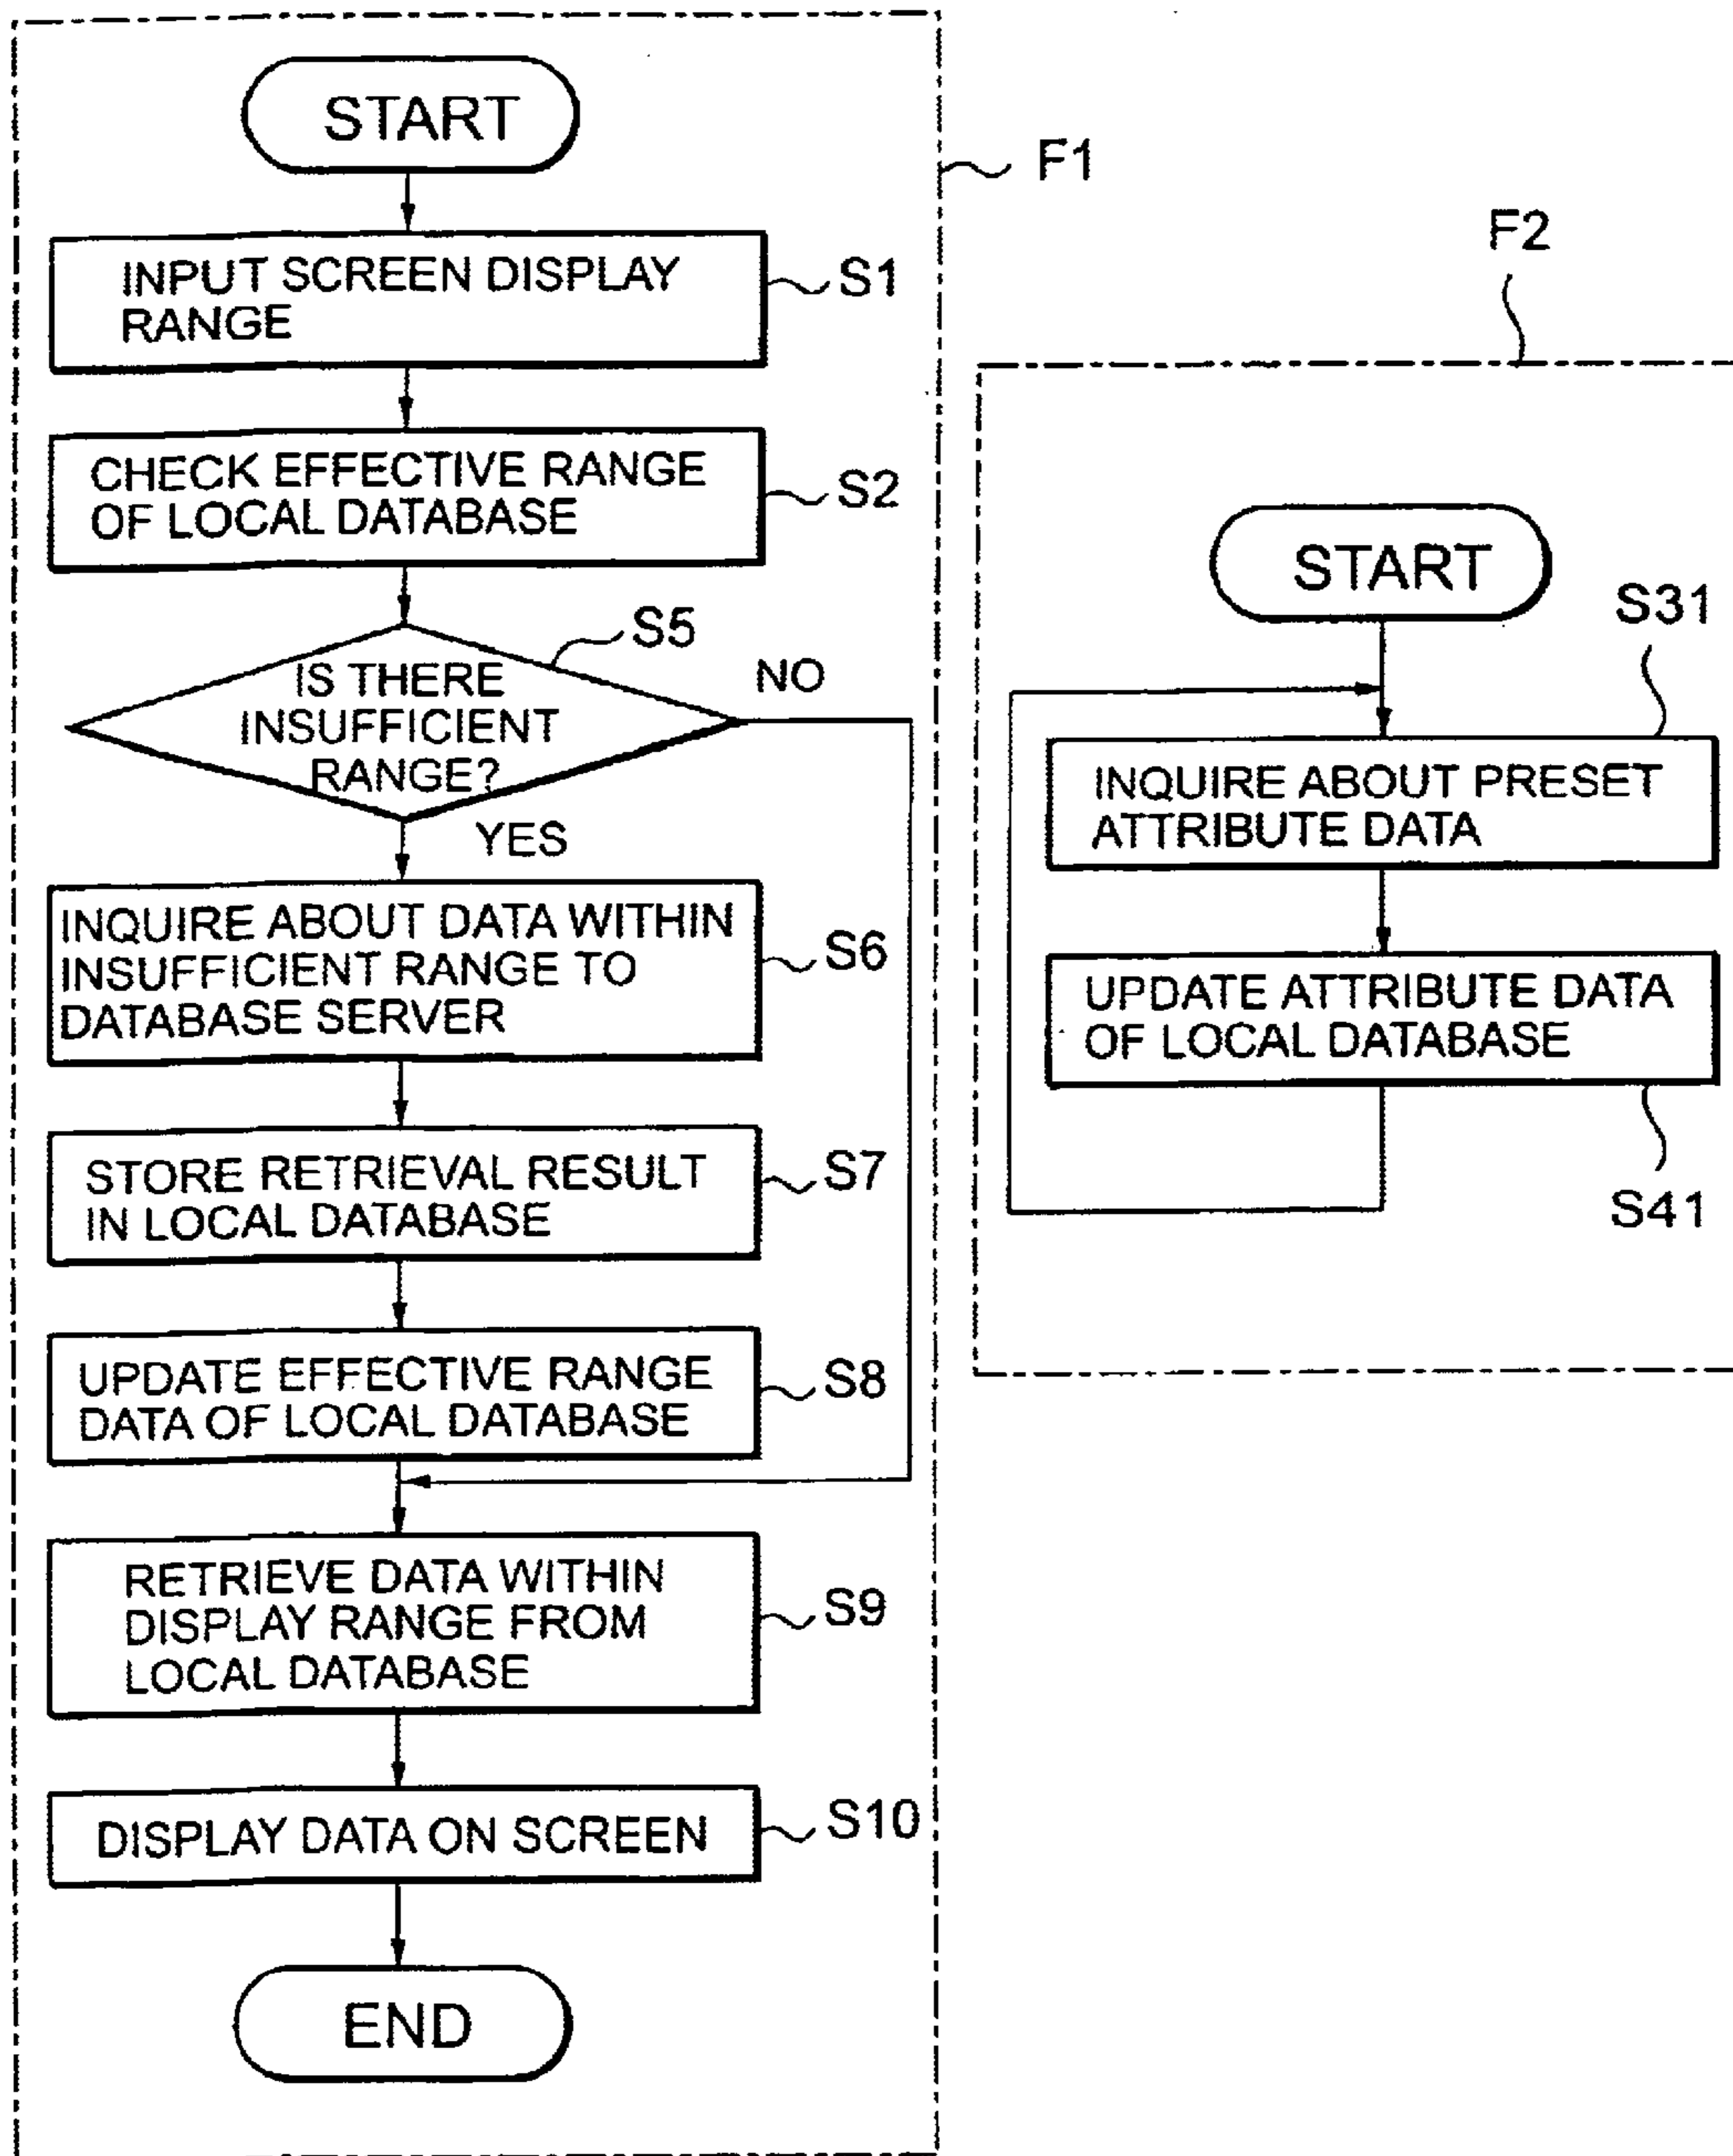 START
F1
INPUT SCREEN DISPLAY
RANGE
S1
CHECK EFFECTIVE RANGE
OF LOCAL DATABASE
S2
S5
IS THERE
INSUFFICIENT
RANGE?
NO
YES
INQUIRE ABOUT DATA WITHIN
INSUFFICIENT RANGE TO
DATABASE SERVER
S6
STORE RETRIEVAL RESULT
IN LOCAL DATABASE
S7
UPDATE EFFECTIVE RANGE
DATA OF LOCAL DATABASE
S8
RETRIEVE DATA WITHIN
DISPLAY RANGE FROM
LOCAL DATABASE
S9
DISPLAY DATA ON SCREEN
S10
END
F2
START
S31
INQUIRE ABOUT PRESET
ATTRIBUTE DATA
UPDATE ATTRIBUTE DATA
OF LOCAL DATABASE
S41